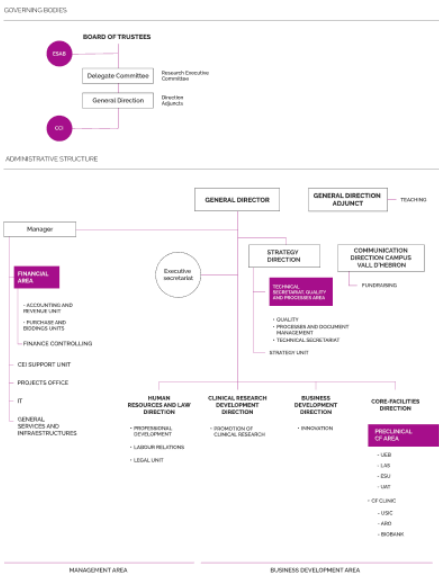 GOVERNING BODIES
BOARD OF TRUSTEES
ESAB
Delegate Committee
Research Executive
Committee
General Direction
Direction
Adjuncts
CCI
ADMINISTRATIVE STRUCTURE
GENERAL DIRECTOR
GENERAL DIRECTION
ADJUNCT
TEACHING
Manager
STRATEGY
DIRECTION
COMMUNICATION
DIRECTION CAMPUS
VALL D'HEBRON
Executive
secretariat
FUNDRAISING
FINANCIAL
AREA
TECHNICAL
SECRETARIAT, QUALITY
AND PROCESSES AREA
- ACCOUNTING AND
REVENUE UNIT
- PURCHASE AND
BIDDINGS UNITS
FINANCE CONTROLLING
• QUALITY
• PROCESSES AND DOCUMENT
MANAGEMENT
• TECHNICAL SECRETARIAT
STRATEGY UNIT
CEI SUPPORT UNIT
PROJECTS OFFICE
IT
GENERAL
SERVICES AND
INFRAESTRUCTURES
HUMAN
RESOURCES AND LAW
DIRECTION
- PROFESSIONAL
DEVELOPMENT
- LABOUR RELATIONS
- LEGAL UNIT
CLINICAL RESEARCH
DEVELOPMENT
DIRECTION
- PROMOTION OF
CLINICAL RESEARCH
BUSINESS
DEVELOPMENT
DIRECTION
- INNOVATION
CORE-FACILITIES
DIRECTION
PRECLINICAL
CF AREA
- UEB
- LAB
- ESU
- UAT
- CF CLINIC
- USIC
- ARO
- BIOBANK
MANAGEMENT AREA
BUSINESS DEVELOPMENT AREA